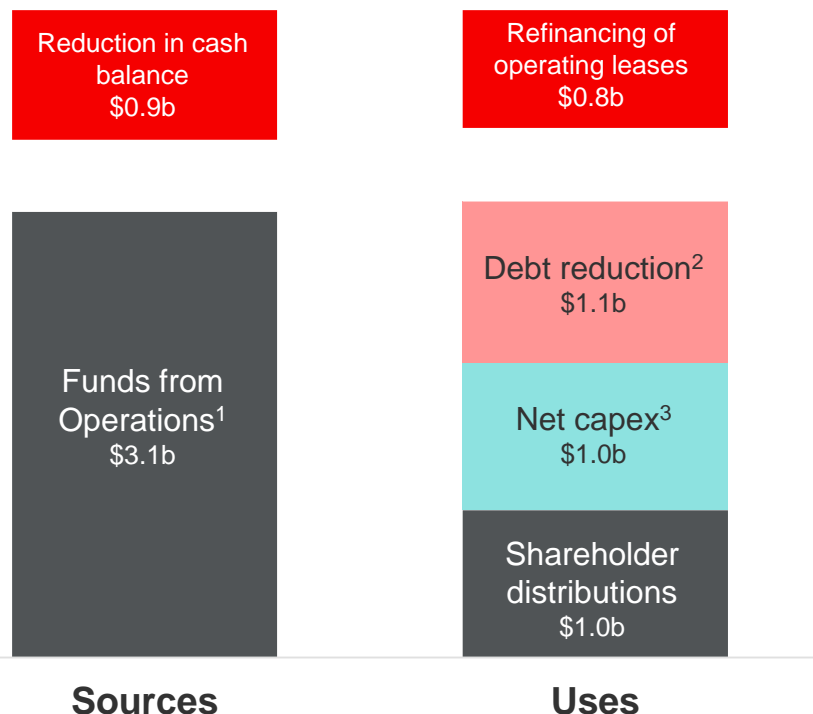 Reduction in cash
balance
$0.9b
Funds from
Operations¹
$3.1b
Sources
Refinancing of
operating leases
$0.8b
Debt reduction²
$1.1b
Net capex³
$1.0b
Shareholder
distributions
$1.0b
Uses